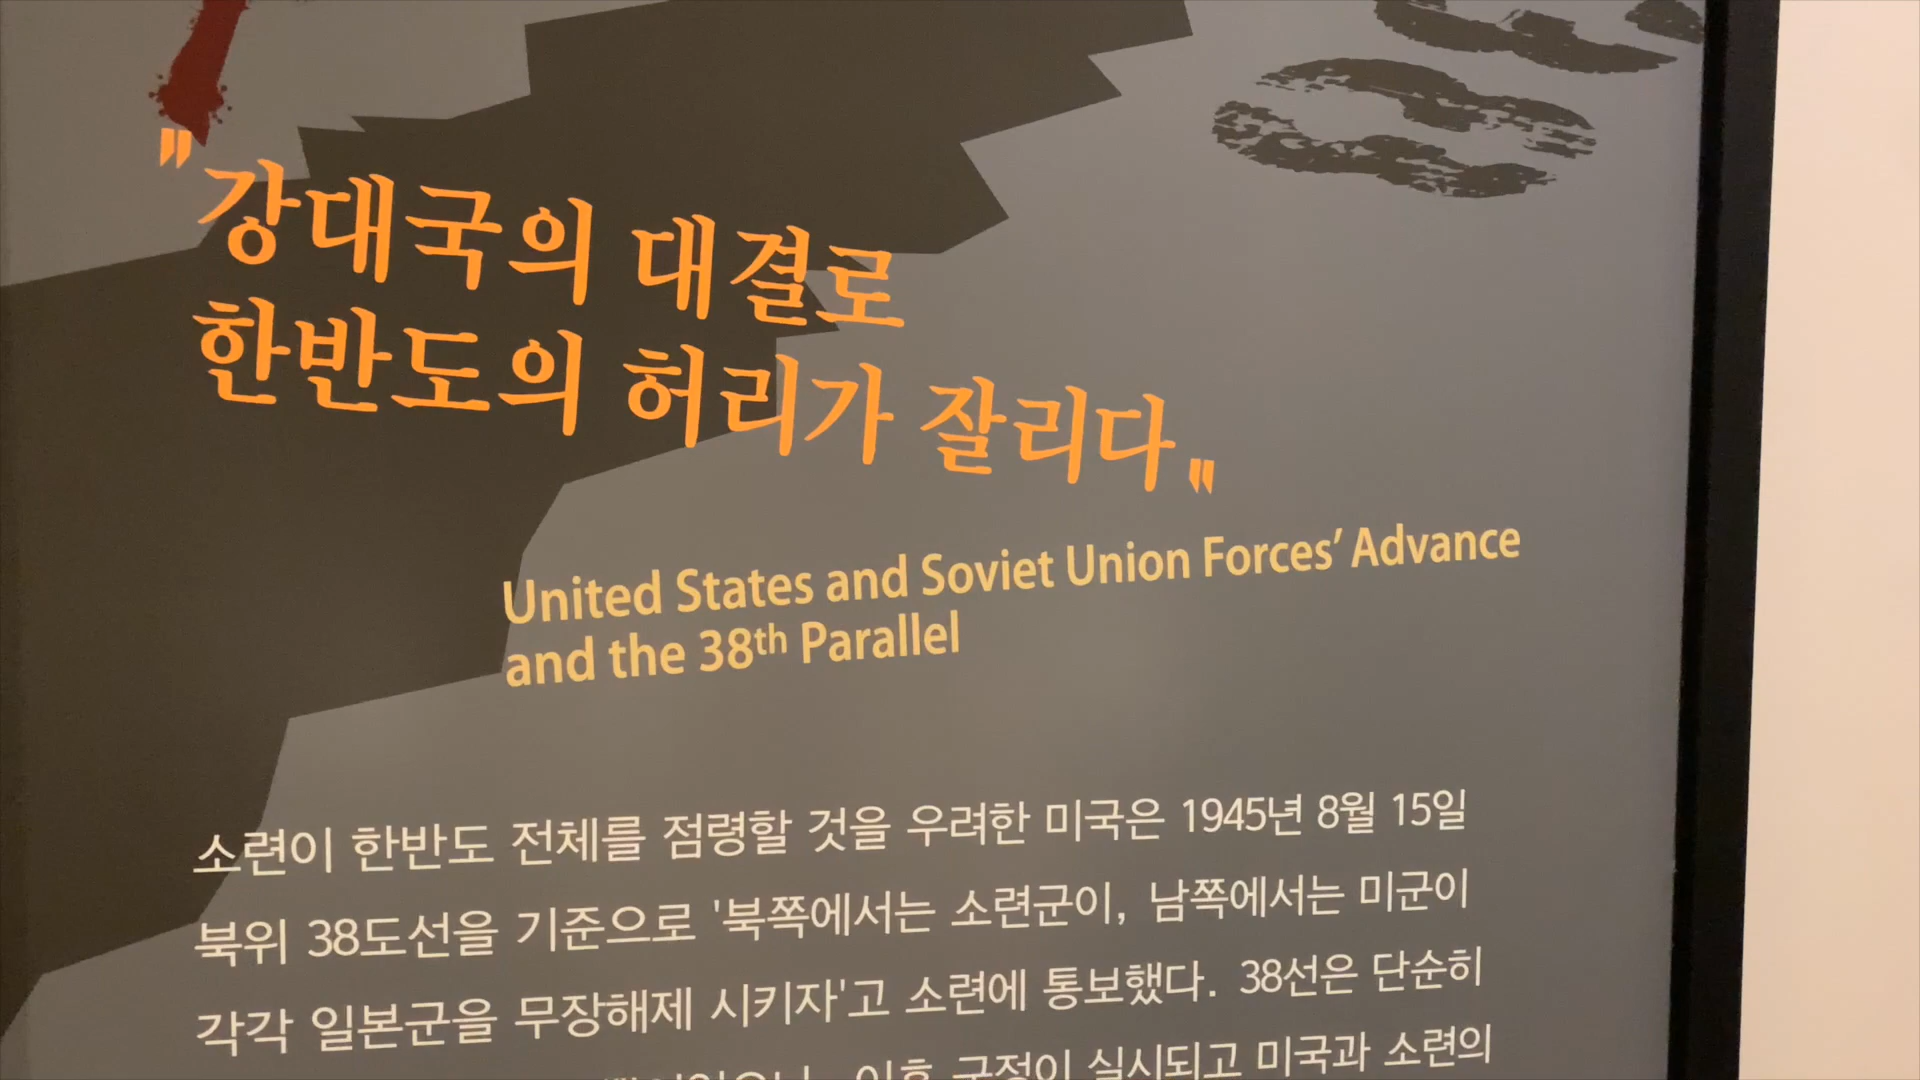 "강대국의 대결로
한반도의 허리가 잘리다"
United States and Soviet Union Forces' Advance
and the 38th Parallel
소련이 한반도 전체를 점령할 것을 우려한 미국은 1945년 8월 15일
북위 38도선을 기준으로 '북쪽에서는 소련군이, 남쪽에서는 미군이
각각 일본군을 무장해제 시키자'고 소련에 통보했다. 38선은 단순히
이후 군정이 실시되고 미국과 소련의